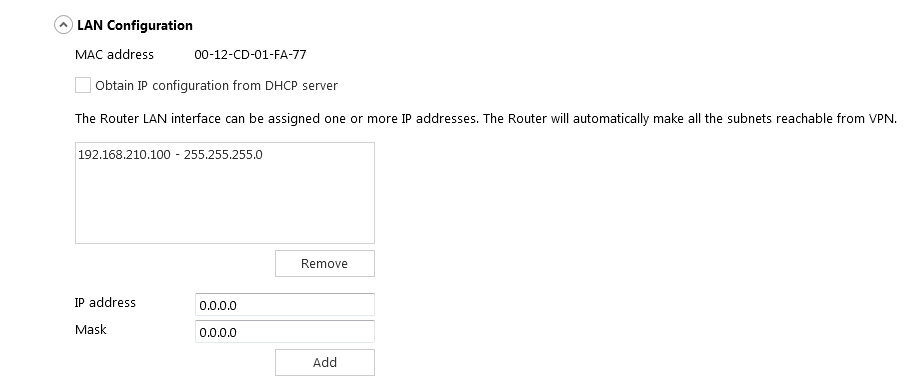 LAN Configuration
MAC address 00-12-CD-01-FA-77
Obtain IP configuration from DHCP server
The Router LAN interface can be assigned one or more IP addresses. The Router will automatically make all the subnets reachable from VPN.
192.168.210.100 - 255.255.255.0
Remove
IP address 0.0.0.0
Mask 0.0.0.0
Add